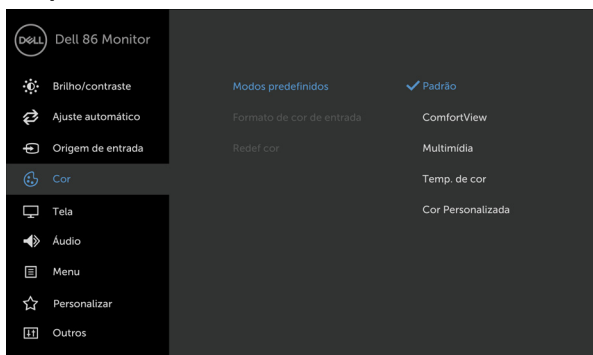 DELL Dell 86 Monitor
Brilho/contraste Modos predefinidos Padrão
Ajuste automático Formato de cor de entrada ComfortView
Origem de entrada Redef cor Multimídia
Cor Temp. de cor
Tela Cor Personalizada
Áudio
Menu
Personalizar
Outros